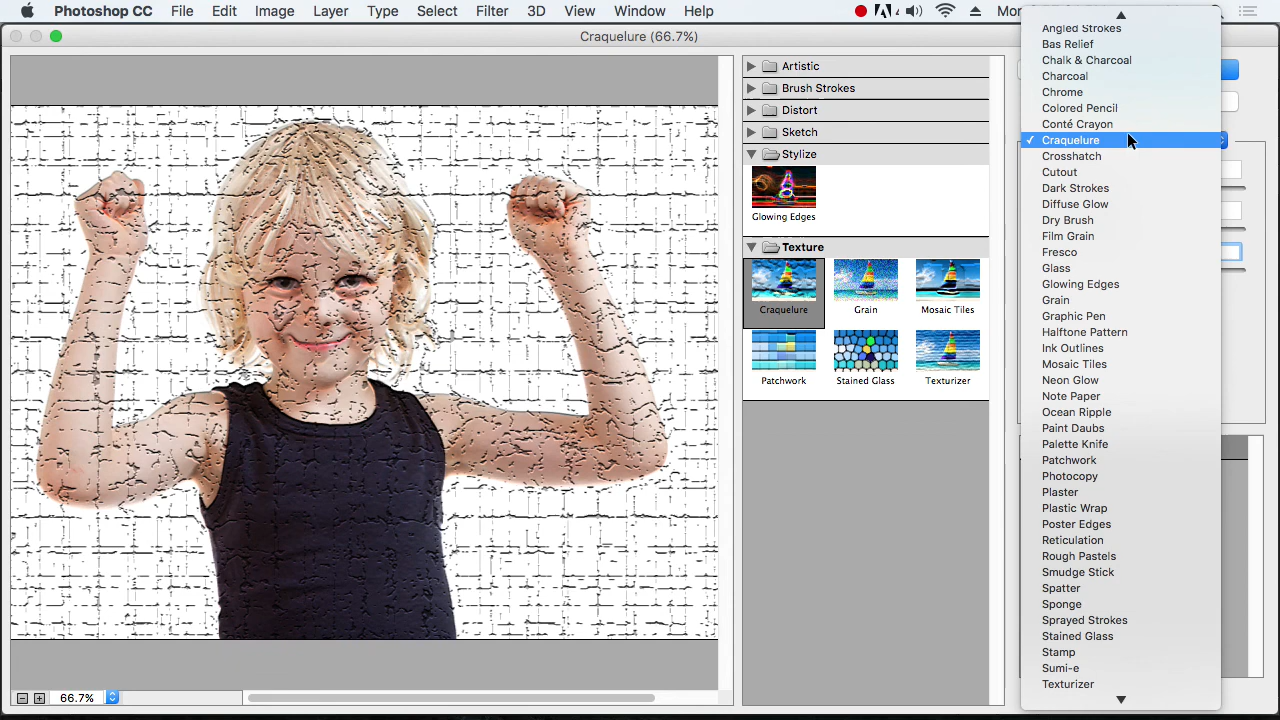 Photoshop CC File Edit Image Layer Type Select Filter 3D View Window Help
Craquelure (66.7%)
Artistic
Brush Strokes
Distort
Sketch
Stylize
Glowing Edges
Texture
Craquelure Grain Mosaic Tiles
Patchwork Stained Glass Texturizer
66.7%
Angled Strokes
Bas Relief
Chalk & Charcoal
Charcoal
Chrome
Colored Pencil
Conté Crayon
Craquelure
Crosshatch
Cutout
Dark Strokes
Diffuse Glow
Dry Brush
Film Grain
Fresco
Glass
Glowing Edges
Grain
Graphic Pen
Halftone Pattern
Ink Outlines
Mosaic Tiles
Neon Glow
Note Paper
Ocean Ripple
Paint Daubs
Palette Knife
Patchwork
Photocopy
Plaster
Plastic Wrap
Poster Edges
Reticulation
Rough Pastels
Smudge Stick
Spatter
Sponge
Sprayed Strokes
Stained Glass
Stamp
Sumi-e
Texturizer